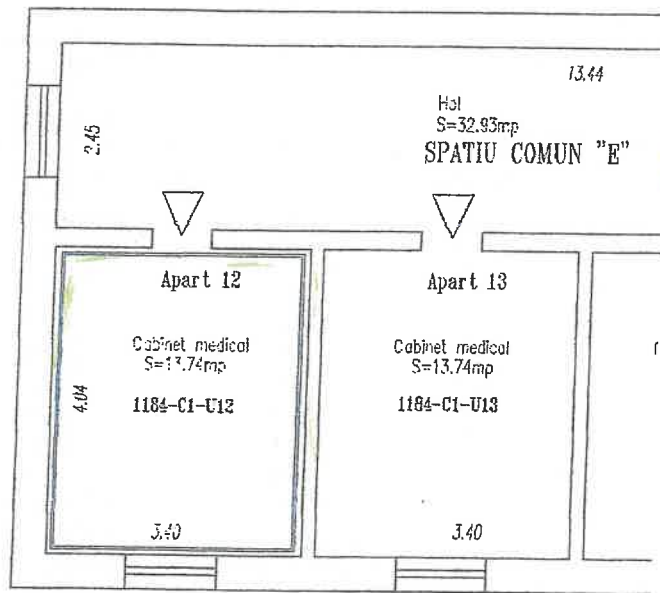 13.44
Hol
S=32.93mp
SPATIU COMUN "E"
2.45
Apart 12
Cabinet medical
S=13.74mp
1184-C1-U12
4.04
3.40
Apart 13
Cabinet medical
S=13.74mp
1184-C1-U13
3.40